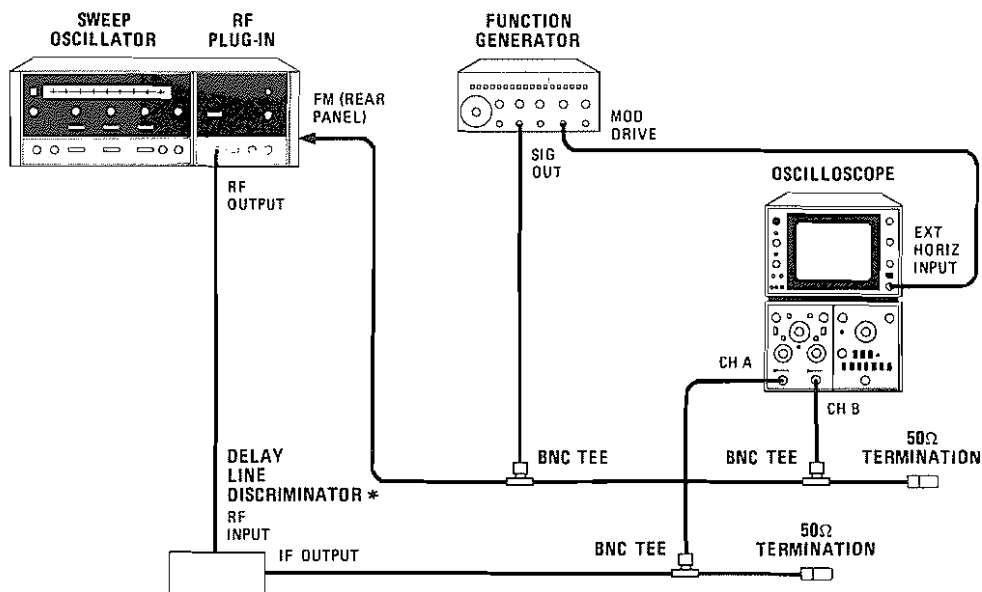 SWEEP
OSCILLATOR
RF
PLUG-IN
FUNCTION
GENERATOR
FM (REAR
PANEL)
MOD
DRIVE
SIG
OUT
OSCILLOSCOPE
RF
OUTPUT
EXT
HORIZ
INPUT
CH A
CH B
DELAY
LINE
DISCRIMINATOR *
BNC TEE
BNC TEE
50Ω
TERMINATION
RF
INPUT
IF OUTPUT
BNC TEE
50Ω
TERMINATION